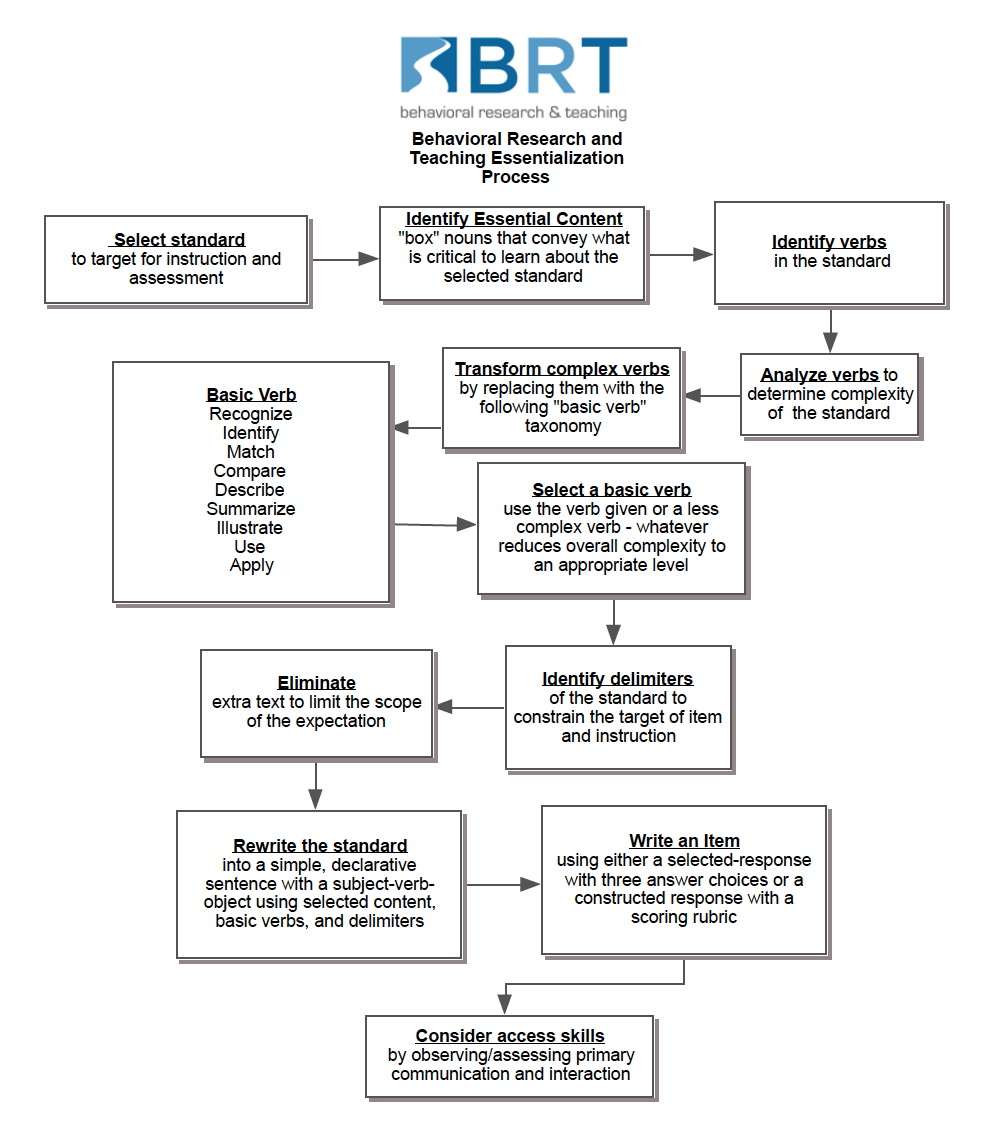 BRT
behavioral research & teaching
Behavioral Research and
Teaching Essentialization
Process
Select standard
to target for instruction and
assessment
Identify Essential Content
"box" nouns that convey what
is critical to learn about the
selected standard
Identify verbs
in the standard
Analyze verbs to
determine complexity
of the standard
Transform complex verbs
by replacing them with the
following "basic verb"
taxonomy
Basic Verb
Recognize
Identify
Match
Compare
Describe
Summarize
Illustrate
Use
Apply
Select a basic verb
use the verb given or a less
complex verb - whatever
reduces overall complexity to
an appropriate level
Identify delimiters
of the standard to
constrain the target of item
and instruction
Eliminate
extra text to limit the scope
of the expectation
Rewrite the standard
into a simple, declarative
sentence with a subject-verb-
object using selected content,
basic verbs, and delimiters
Write an Item
using either a selected-response
with three answer choices or a
constructed response with a
scoring rubric
Consider access skills
by observing/assessing primary
communication and interaction